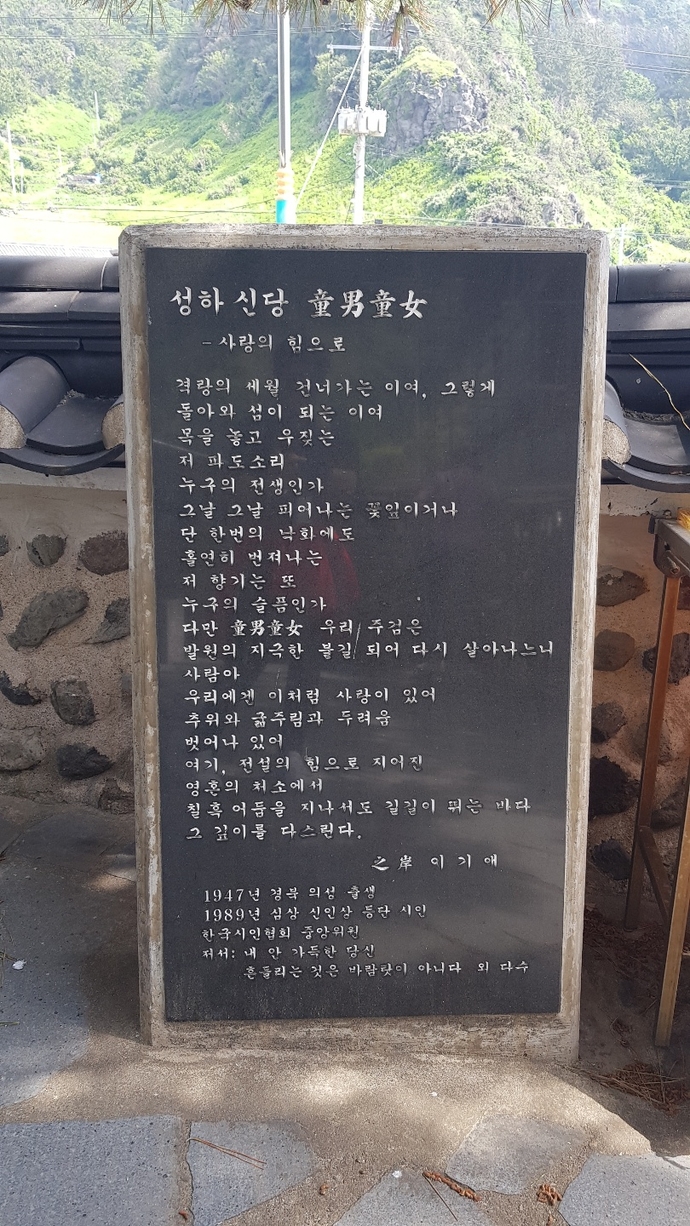 성하 신당 童男童女
- 사랑의 힘으로
격랑의 세월 건너가는 이여, 그렇게
돌아와 섬이 되는 이여
목을 놓고 우짖는
저 파도소리
누구의 전생인가
그날 그날 피어나는 꽃잎이거나
단 한번의 낙화에도
홀연히 번져나는
저 향기는 또
누구의 슬픔인가
다만 童男童女 우리 주검은
발원의 지극한 불길 되어 다시 살아나느니
사람아
우리에겐 이처럼 사랑이 있어
추위와 굶주림과 두려움
벗어나 있어
여기, 전설의 힘으로 지어진
영혼의 처소에서
칠흑 어둠을 지나서도 길길이 뛰는 바다
그 깊이를 다스린다.
之岸 이기애
1947년 경북 의성 출생
1989년 심상 신인상 등단 시인
한국시인협회 중앙위원
저서: 내 안 가득한 당신
흔들리는 것은 바람탓이 아니다 외 다수